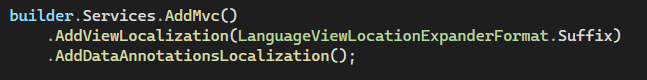 builder.Services.AddMvc()
    .AddViewLocalization(LanguageViewLocationExpanderFormat.Suffix)
    .AddDataAnnotationsLocalization();